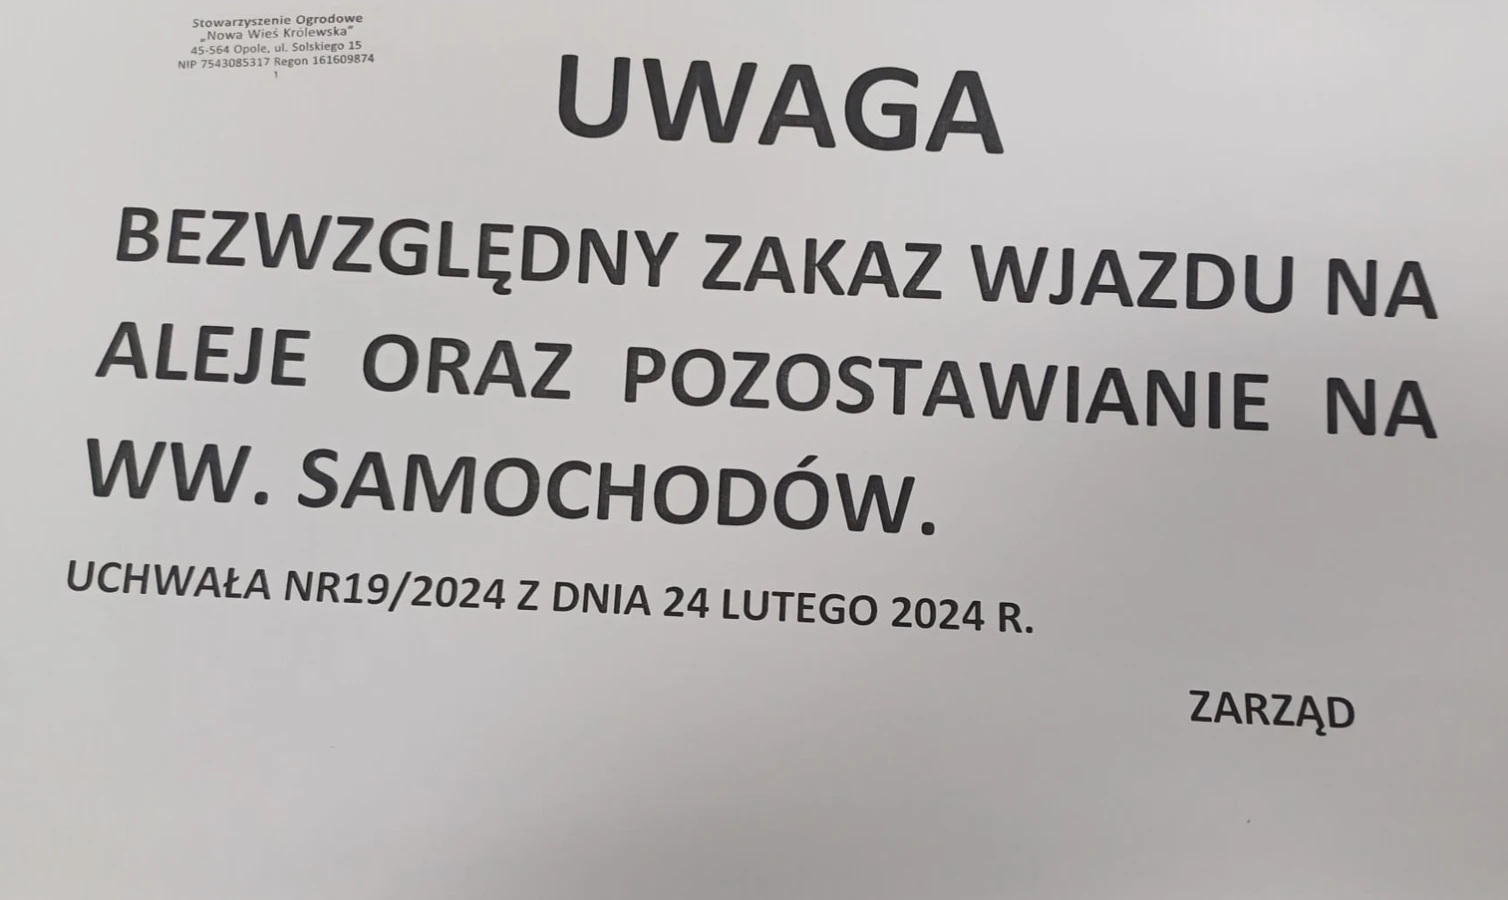 Stowarzyszenie Ogrodowe
„Nowa Wieś Królewska”
45-564 Opole, ul. Solskiego 15
NIP 7543085317 Regon 161609874
1
UWAGA
BEZWZGLĘDNY ZAKAZ WJAZDU NA
ALEJE ORAZ POZOSTAWIANIE NA
WW. SAMOCHODÓW.
UCHWAŁA NR19/2024 Z DNIA 24 LUTEGO 2024 R.
ZARZĄD